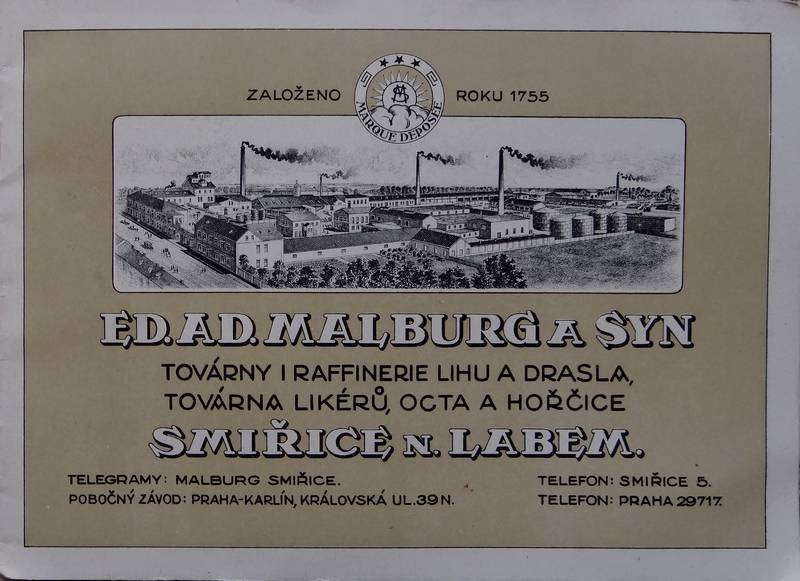 ZALOŽENO ROKU 1755
MARQUE DEPOSÉE
ED. AD. MALBURG A SYN
TOVÁRNY I RAFFINERIE LIHU A DRASLA,
TOVÁRNA LIKÉRŮ, OCTA A HOŘČICE
SMIŘICE N. LABEM.
TELEGRAMY: MALBURG SMIŘICE. TELEFON: SMIŘICE 5.
POBOČNÝ ZÁVOD: PRAHA-KARLÍN, KRÁLOVSKÁ UL. 39 N. TELEFON: PRAHA 29717.